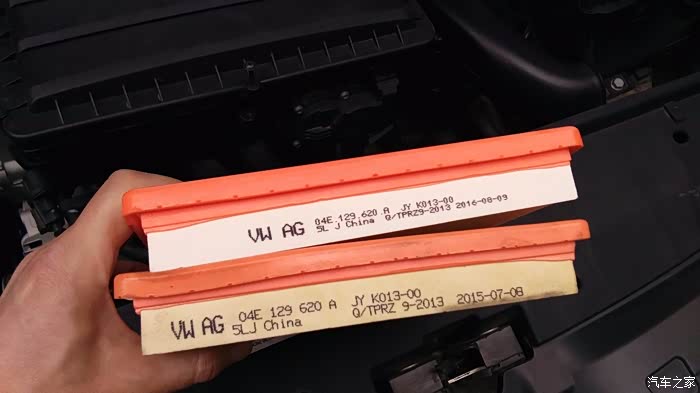 VW AG 04E 129 620 A JY K013-00
5L J China Q/TPRZ9-2013 2016-08-09
VW AG 04E 129 620 A JY K013-00
5LJ China Q/TPRZ 9-2013 2015-07-08
汽车之家